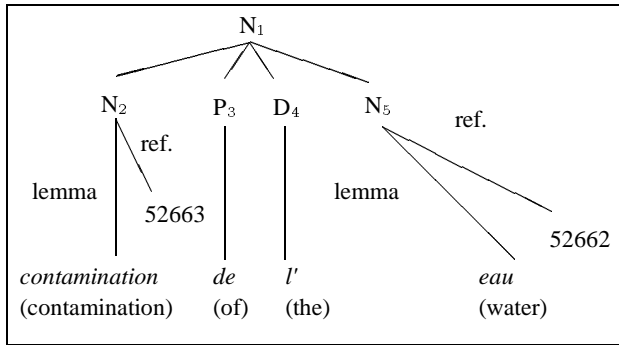 N₁
N₂ P₃ D₄ N₅
ref. ref.
lemma lemma
52663 52662
contamination de l' eau
(contamination) (of) (the) (water)